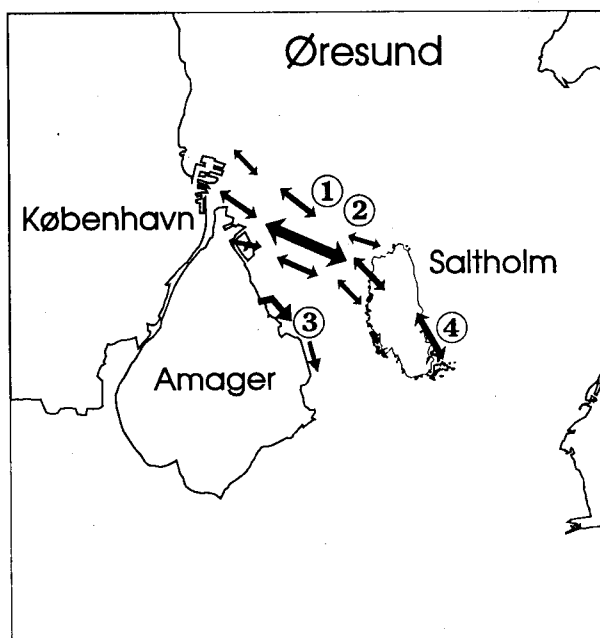 Øresund
①
②
København
Saltholm
③
④
Amager